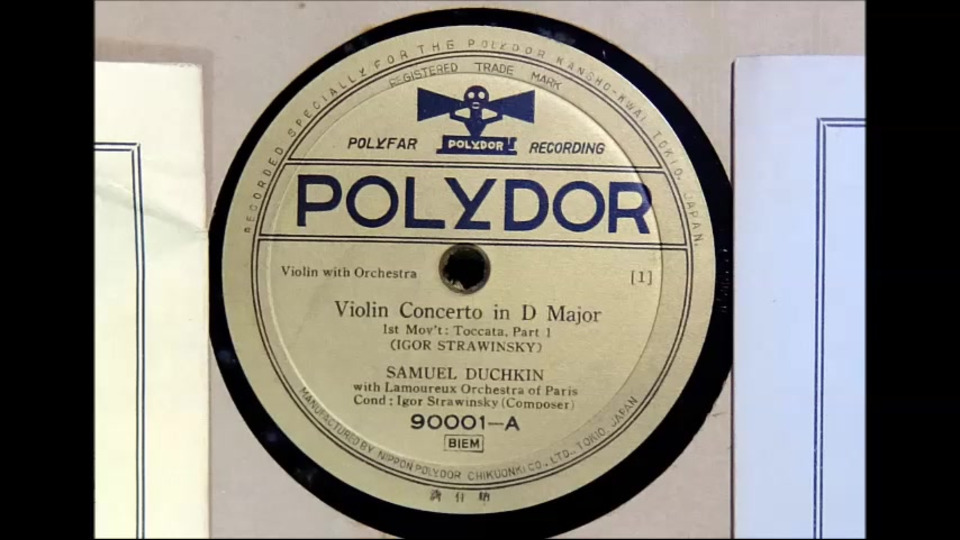 RECORDED SPECIALLY FOR THE POLYDOR KANSHO-KWAI TOKIO, JAPAN.
REGISTERED TRADE MARK
POLYFAR POLYDOR RECORDING
POLYDOR
Violin with Orchestra [1]
Violin Concerto in D Major
1st Mov't: Toccata, Part 1
(IGOR STRAWINSKY)
SAMUEL DUCHKIN
with Lamoureux Orchestra of Paris
Cond: Igor Strawinsky (Composer)
90001-A
BIEM
MANUFACTURED BY NIPPON POLYDOR CHIKUONKI CO., LTD., TOKIO, JAPAN